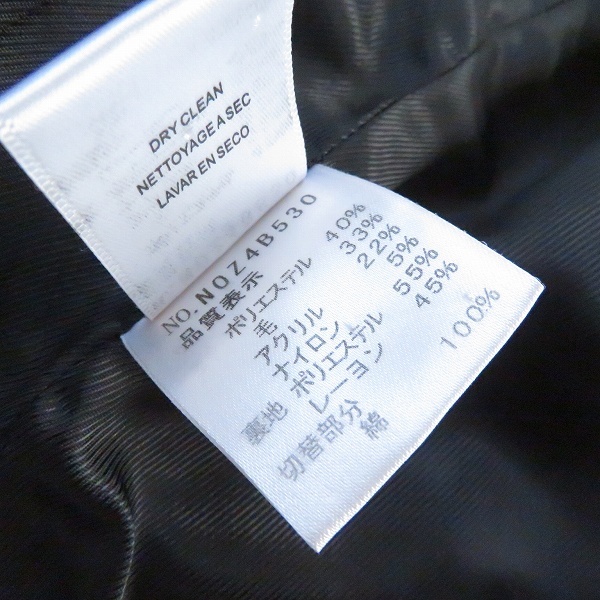 DRY CLEAN
NETTOYAGE A SEC
LAVAR EN SECO
NO. N0Z4B530
品質表示
ポリエステル 40%
毛 33%
アクリル 22%
ナイロン 5%
裏地 ポリエステル 55%
レーヨン 45%
切替部分
綿 100%